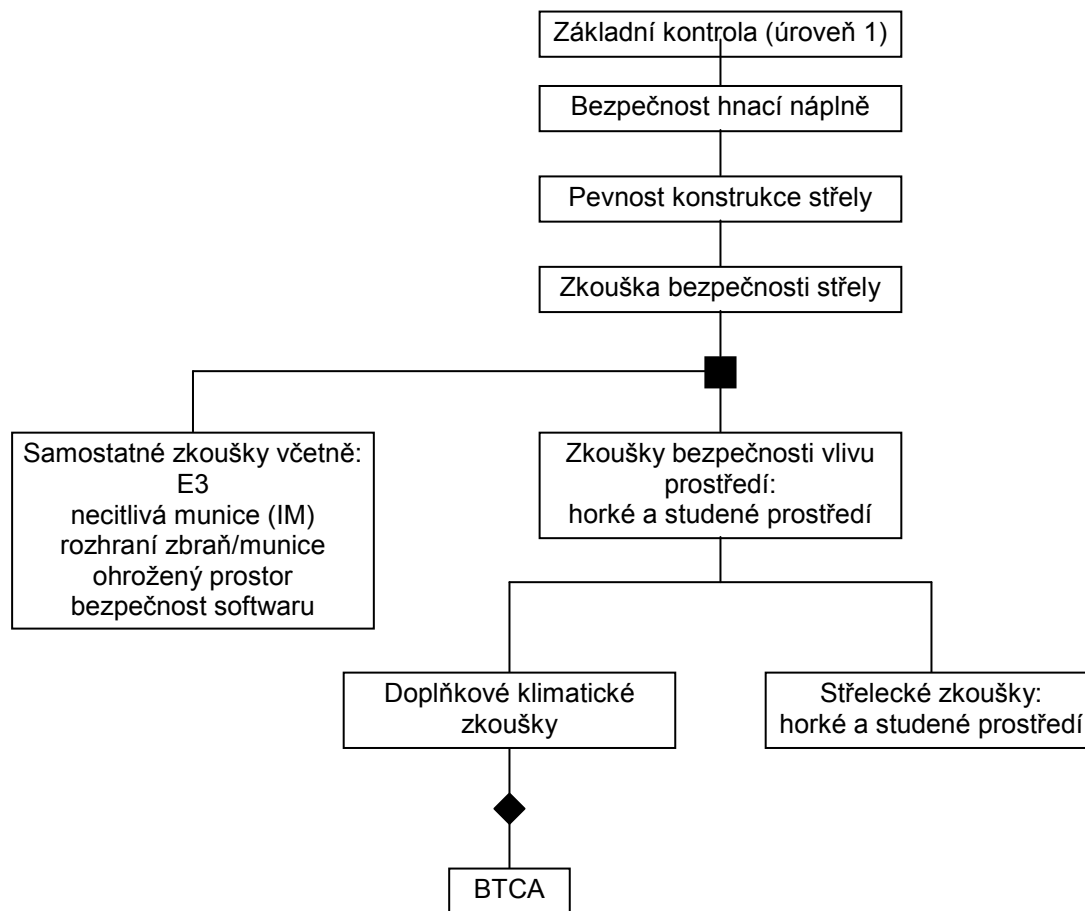 Základní kontrola (úroveň 1)
Bezpečnost hnací náplně
Pevnost konstrukce střely
Zkouška bezpečnosti střely
Samostatné zkoušky včetně:
E3
necitlivá munice (IM)
rozhraní zbraň/munice
ohrožený prostor
bezpečnost softwaru
Zkoušky bezpečnosti vlivu
prostředí:
horké a studené prostředí
Doplňkové klimatické
zkoušky
Střelecké zkoušky:
horké a studené prostředí
BTCA